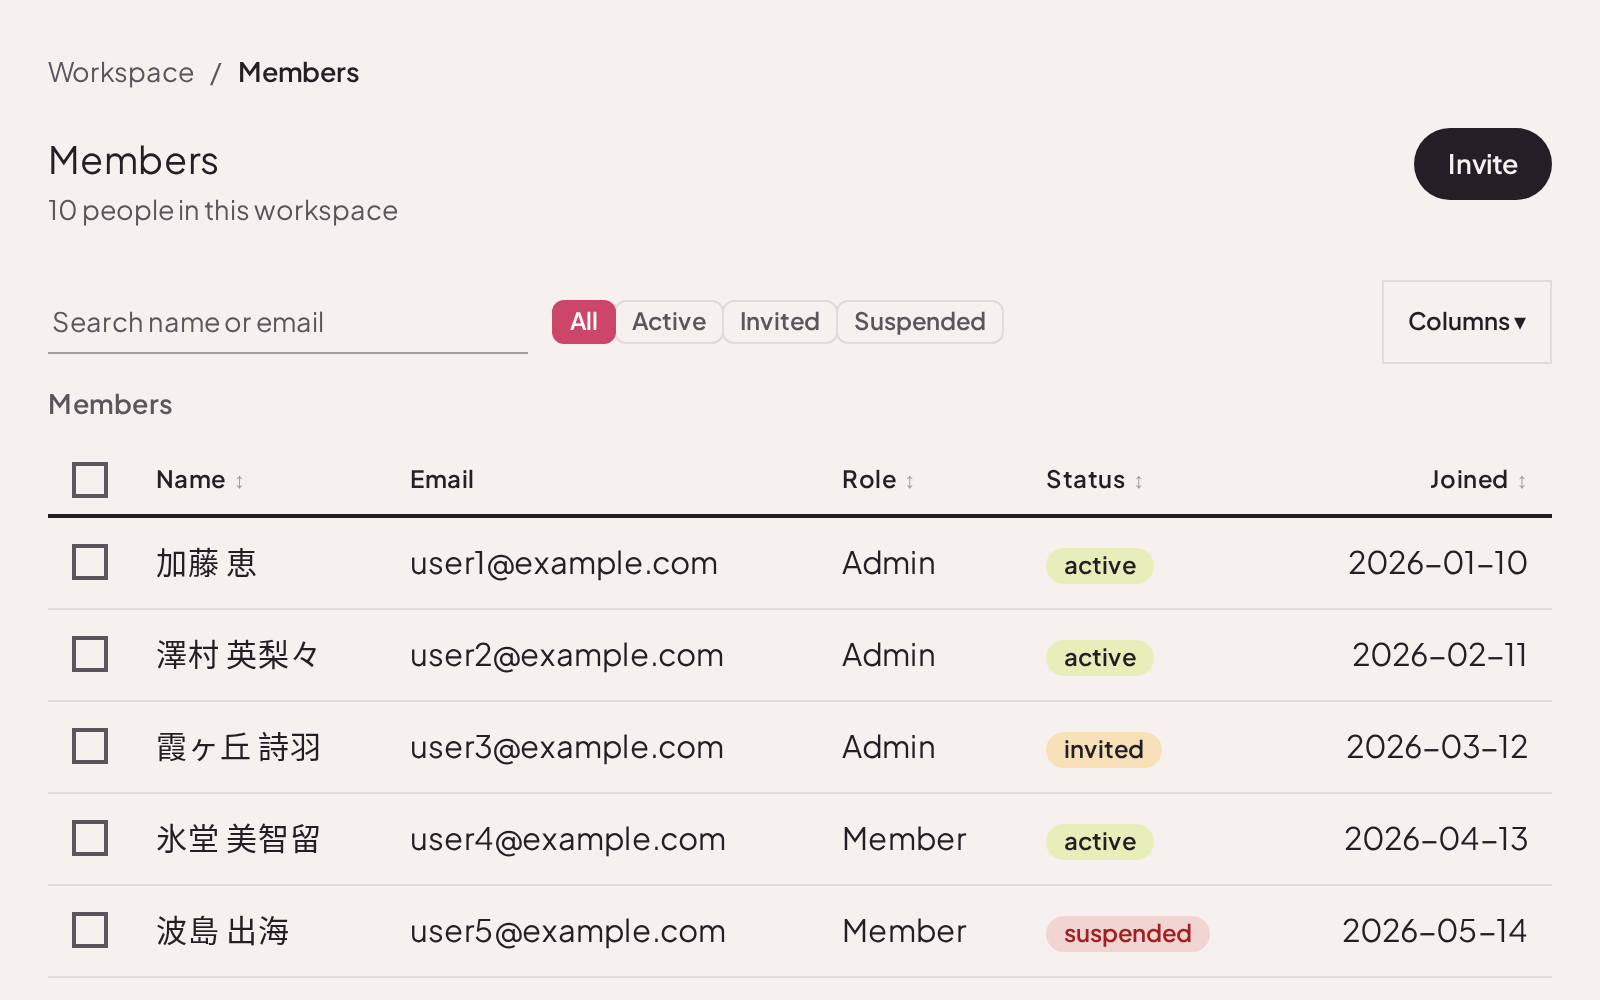 Workspace / Members
Members
Invite
10 people in this workspace
Search name or email
All Active Invited Suspended
Columns ▾
Members
Name ↕ Email Role ↕ Status ↕ Joined ↕
加藤 恵 user1@example.com Admin active 2026-01-10
澤村 英梨々 user2@example.com Admin active 2026-02-11
霞ヶ丘 詩羽 user3@example.com Admin invited 2026-03-12
氷堂 美智留 user4@example.com Member active 2026-04-13
波島 出海 user5@example.com Member suspended 2026-05-14